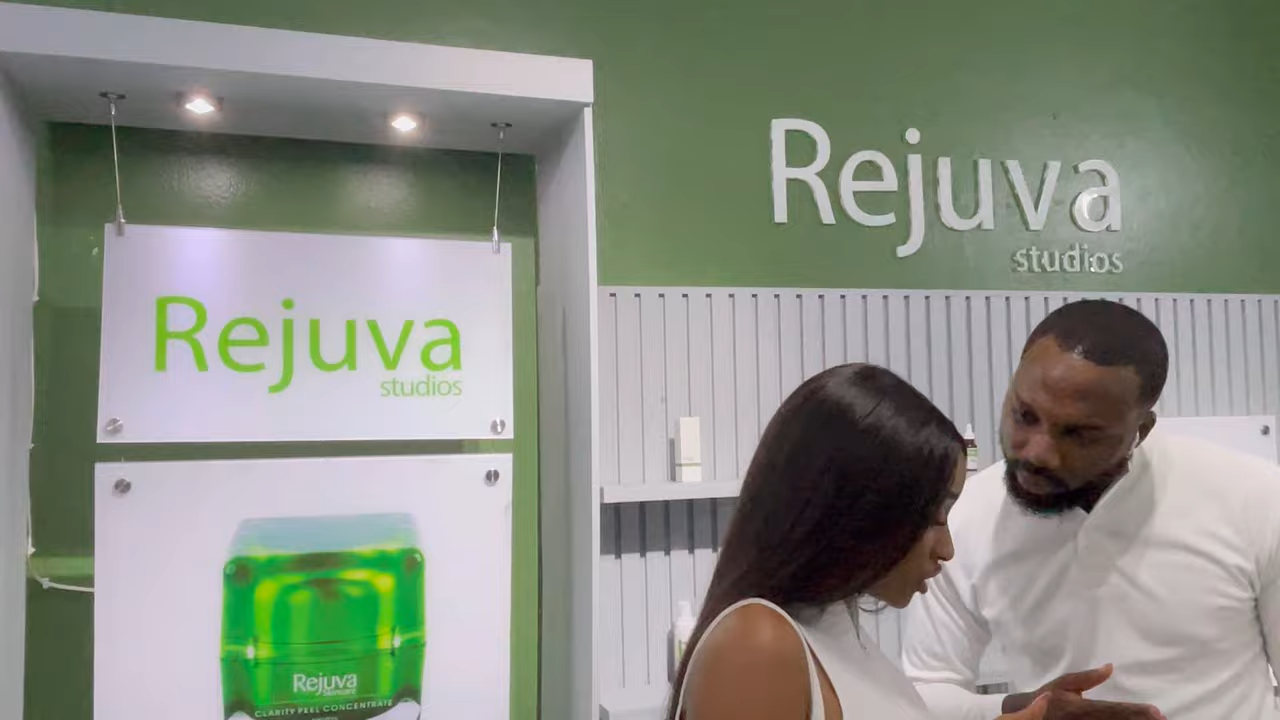 Rejuva
studios
Rejuva
studios
Rejuva
Skincare
CLARITY PEEL CONCENTRATE